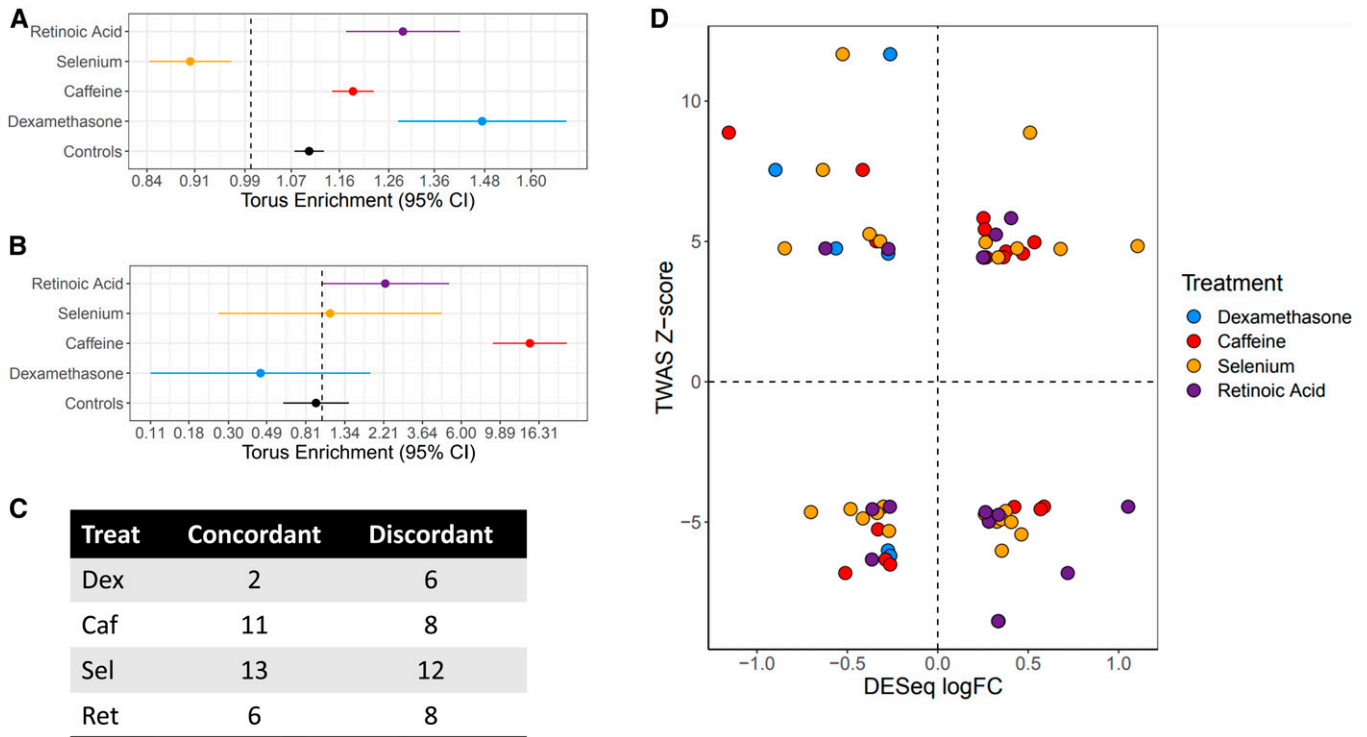 A
Retinoic Acid
Selenium
Caffeine
Dexamethasone
Controls
0.84 0.91 0.99 1.07 1.16 1.26 1.36 1.48 1.60
Torus Enrichment (95% CI)
B
Retinoic Acid
Selenium
Caffeine
Dexamethasone
Controls
0.11 0.18 0.30 0.49 0.81 1.34 2.21 3.64 6.00 9.89 16.31
Torus Enrichment (95% CI)
C
Treat Concordant Discordant
Dex 2 6
Caf 11 8
Sel 13 12
Ret 6 8
D
TWAS Z-score
10
5
0
−5
−1.0 −0.5 0.0 0.5 1.0
DESeq logFC
Treatment
Dexamethasone
Caffeine
Selenium
Retinoic Acid